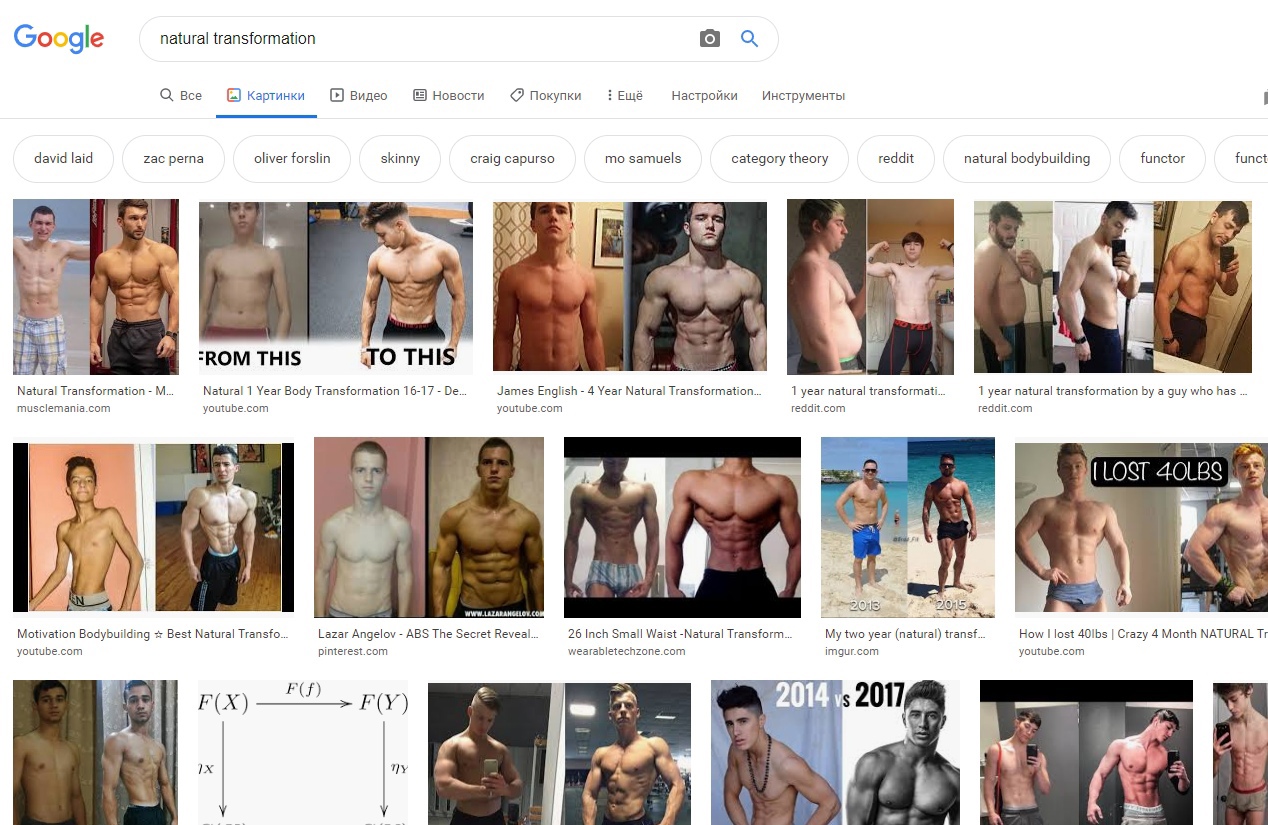 Google
natural transformation
Все
Картинки
Видео
Новости
Покупки
Ещё
Настройки
Инструменты
david laid
zac perna
oliver forslin
skinny
craig capurso
mo samuels
category theory
reddit
natural bodybuilding
functor
FROM THIS
TO THIS
Natural Transformation - M...
musclemania.com
Natural 1 Year Body Transformation 16-17 - De...
youtube.com
James English - 4 Year Natural Transformation...
youtube.com
1 year natural transformati...
reddit.com
1 year natural transformation by a guy who has ...
reddit.com
WWW.LAZARANGELOV.COM
2013
2015
I LOST 40LBS
Motivation Bodybuilding ☆ Best Natural Transfo...
youtube.com
Lazar Angelov - ABS The Secret Reveal...
pinterest.com
26 Inch Small Waist -Natural Transform...
wearabletechzone.com
My two year (natural) transf...
imgur.com
How I lost 40lbs | Crazy 4 Month NATURAL Tr
youtube.com
F(X)
F(f)
F(Y)
ηX
ηY
2014 vs 2017